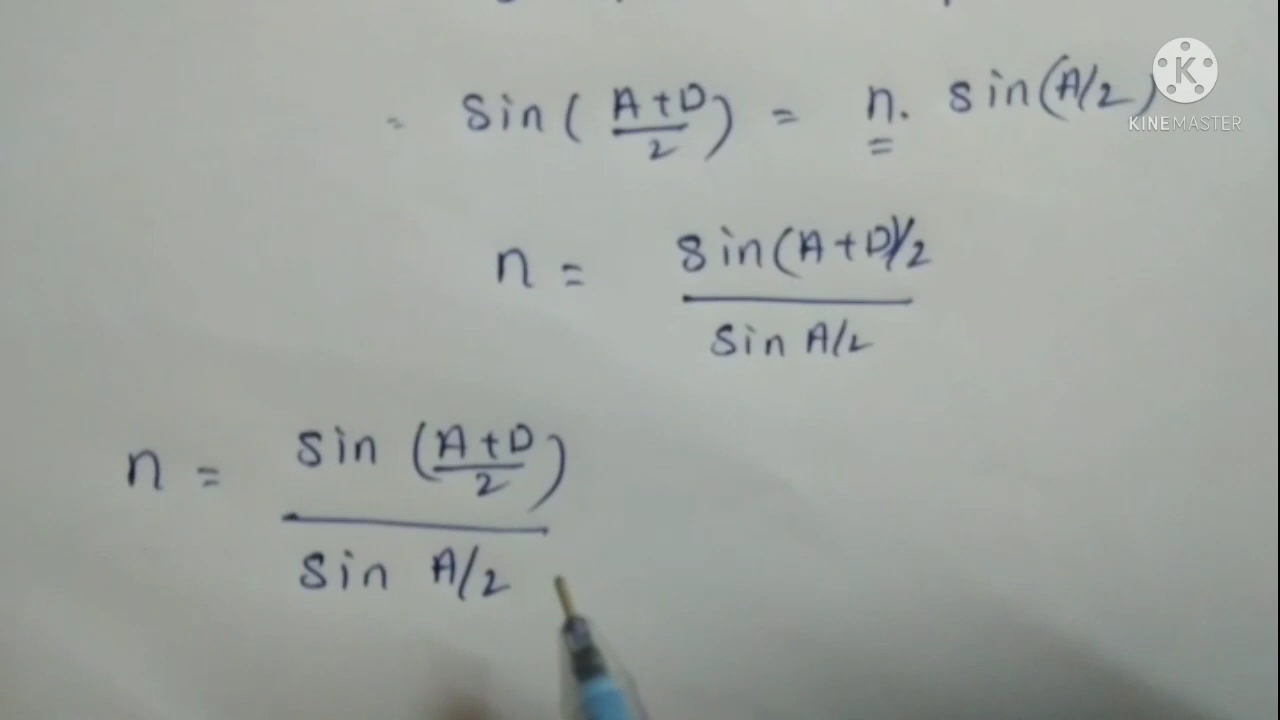 = sin ( A+D / 2 ) = n. sin (A/2)
KINEMASTER
n = sin (A+D)/2 / sin A/2
n = sin ( A+D / 2 ) / sin A/2